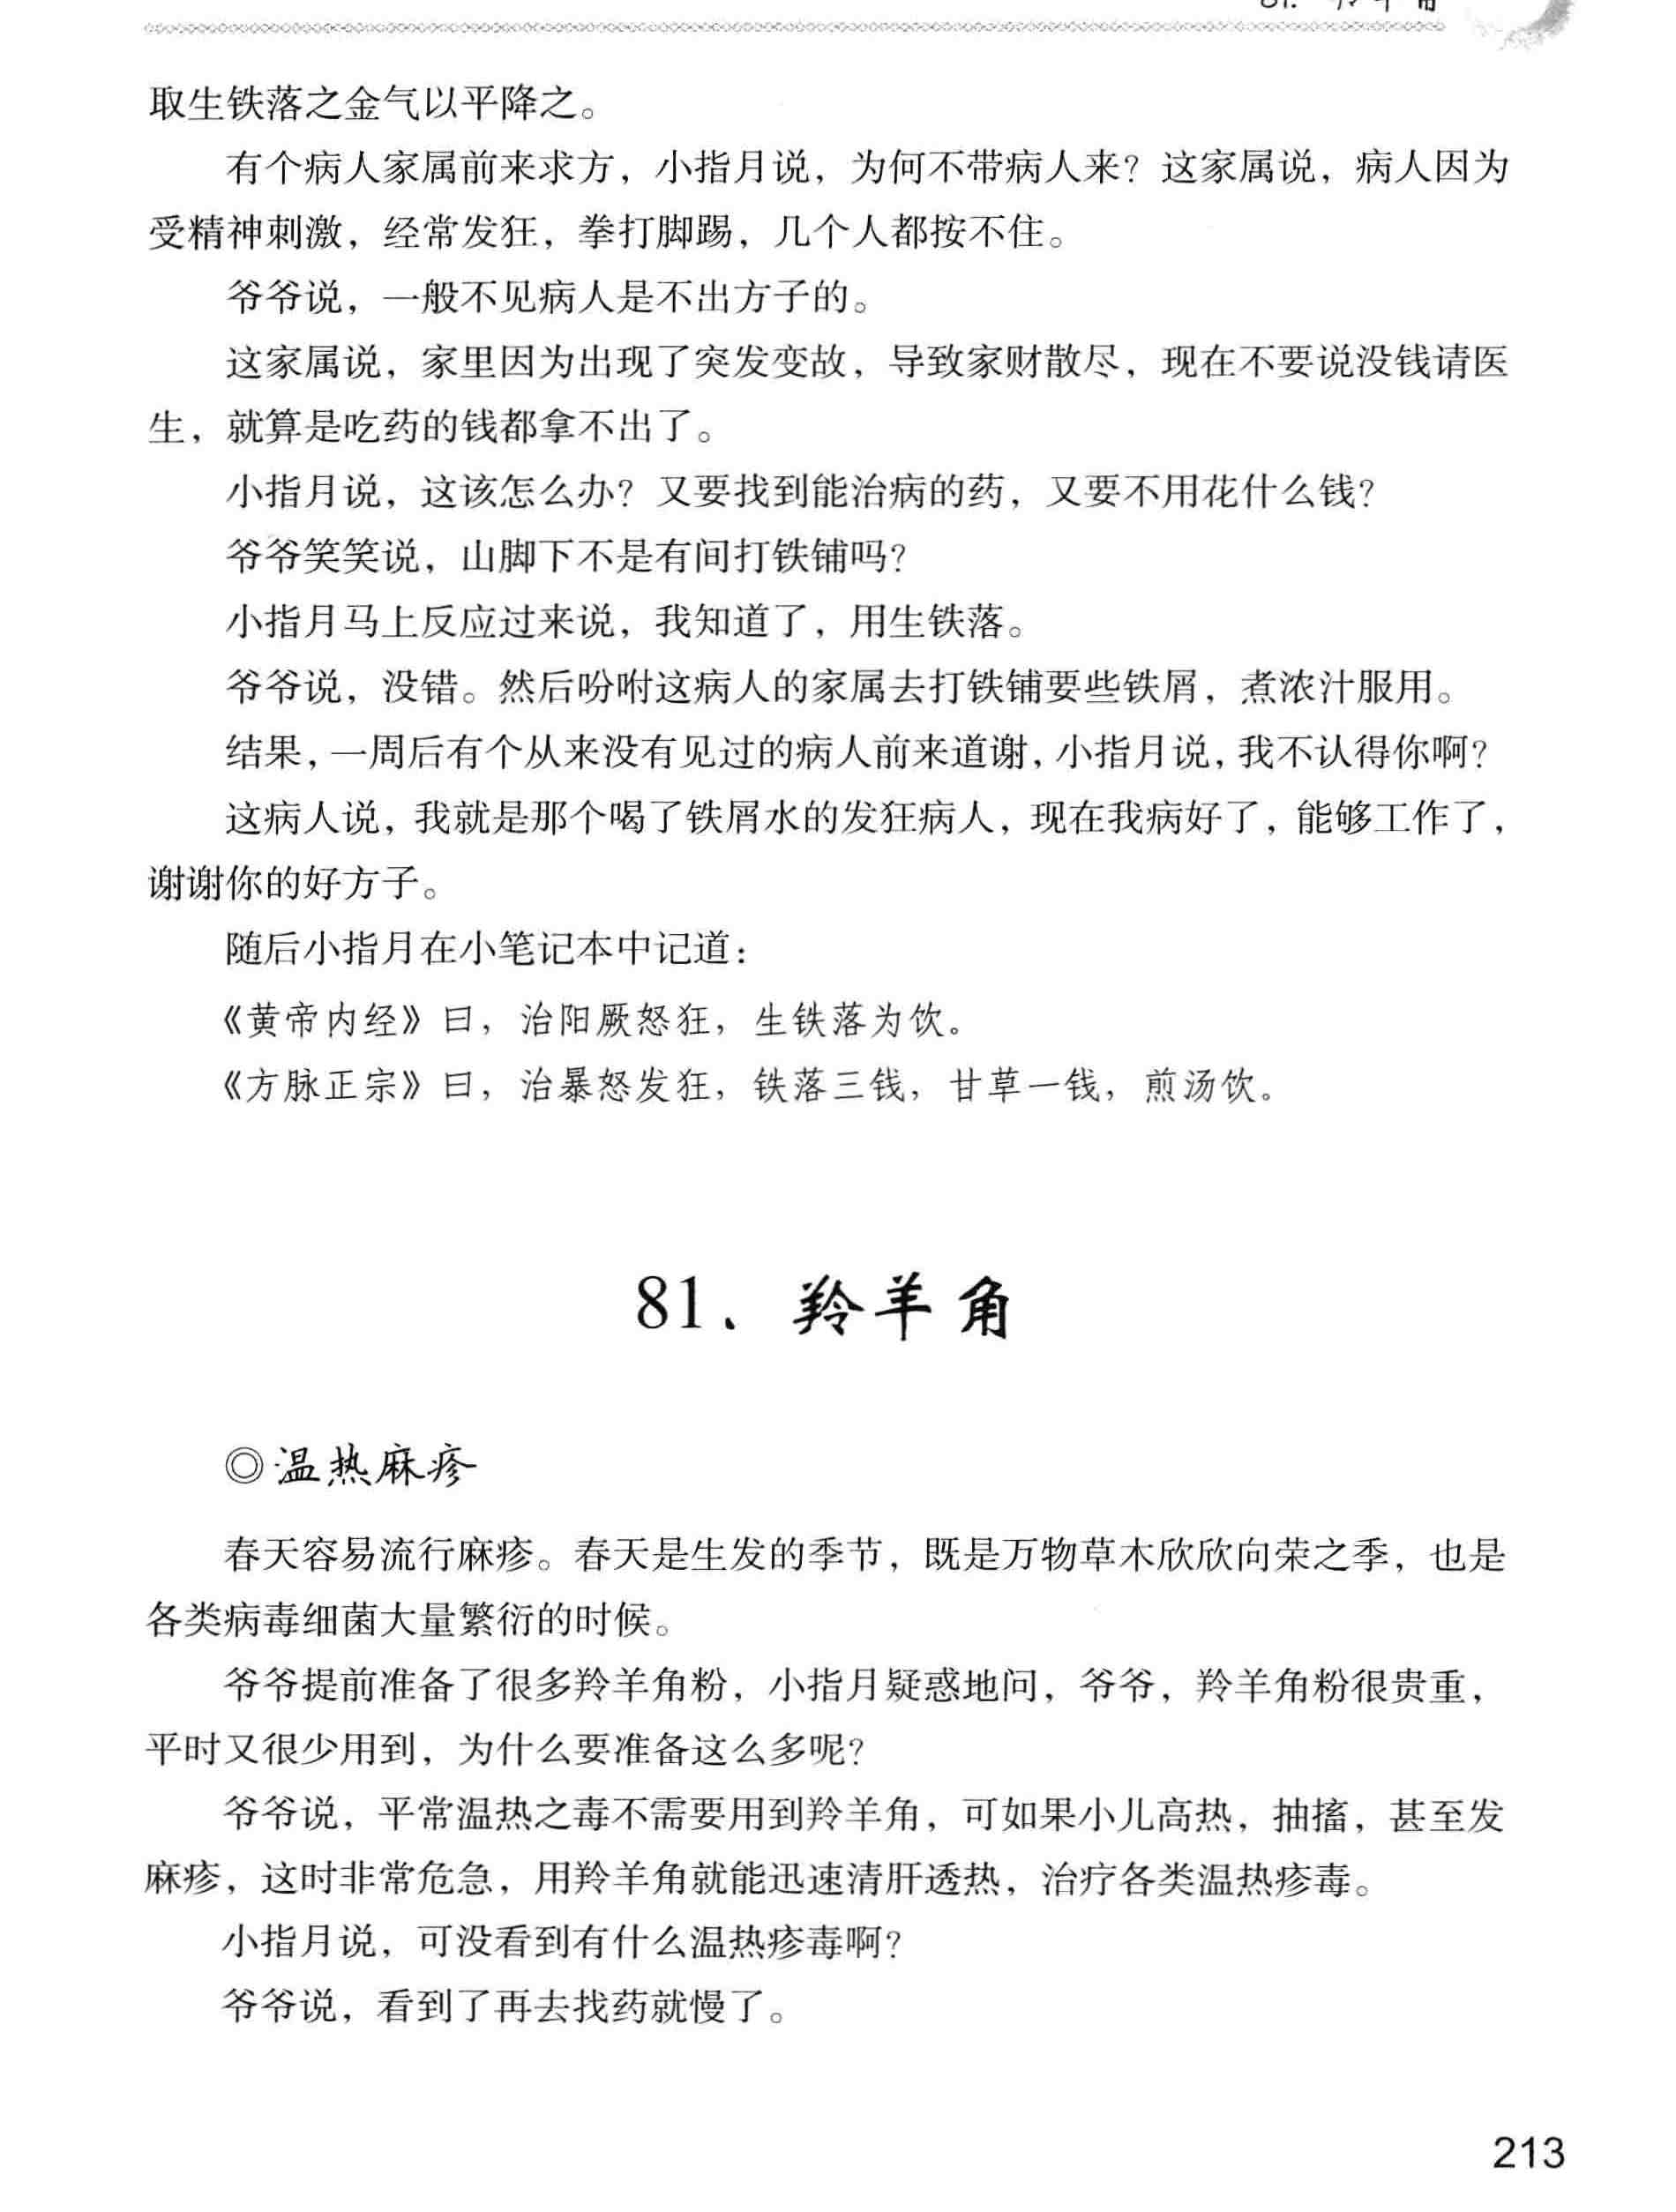 取生铁落之金气以平降之。
有个病人家属前来求方，小指月说，为何不带病人来？这家属说，病人因为
受精神刺激，经常发狂，拳打脚踢，几个人都按不住。
爷爷说，一般不见病人是不出方子的。
这家属说，家里因为出现了突发变故，导致家财散尽，现在不要说没钱请医
生，就算是吃药的钱都拿不出了。
小指月说，这该怎么办？又要找到能治病的药，又要不用花什么钱？
爷爷笑笑说，山脚下不是有间打铁铺吗？
小指月马上反应过来说，我知道了，用生铁落。
爷爷说，没错。然后吩咐这病人的家属去打铁铺要些铁屑，煮浓汁服用。
结果，一周后有个从来没有见过的病人前来道谢，小指月说，我不认得你啊？
这病人说，我就是那个喝了铁屑水的发狂病人，现在我病好了，能够工作了，
谢谢你的好方子。
随后小指月在小笔记本中记道：
《黄帝内经》曰，治阳厥怒狂，生铁落为饮。
《方脉正宗》曰，治暴怒发狂，铁落三钱，甘草一钱，煎汤饮。
81、羚羊角
◎温热麻疹
春天容易流行麻疹。春天是生发的季节，既是万物草木欣欣向荣之季，也是
各类病毒细菌大量繁衍的时候。
爷爷提前准备了很多羚羊角粉，小指月疑惑地问，爷爷，羚羊角粉很贵重，
平时又很少用到，为什么要准备这么多呢？
爷爷说，平常温热之毒不需要用到羚羊角，可如果小儿高热，抽搐，甚至发
麻疹，这时非常危急，用羚羊角就能迅速清肝透热，治疗各类温热疹毒。
小指月说，可没看到有什么温热疹毒啊？
爷爷说，看到了再去找药就慢了。
213